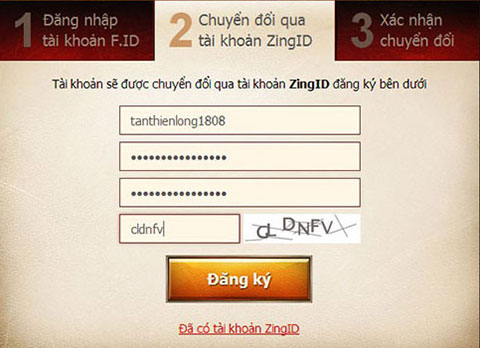 1 Đăng nhập
tài khoản F.ID
2 Chuyển đổi qua
tài khoản ZingID
3 Xác nhận
chuyển đổi
Tài khoản sẽ được chuyển đổi qua tài khoản ZingID đăng ký bên dưới
tanthienlong1808
••••••••••••••••
••••••••••••••••
cldnfv
CLDNFV
Đăng ký
Đã có tài khoản ZingID